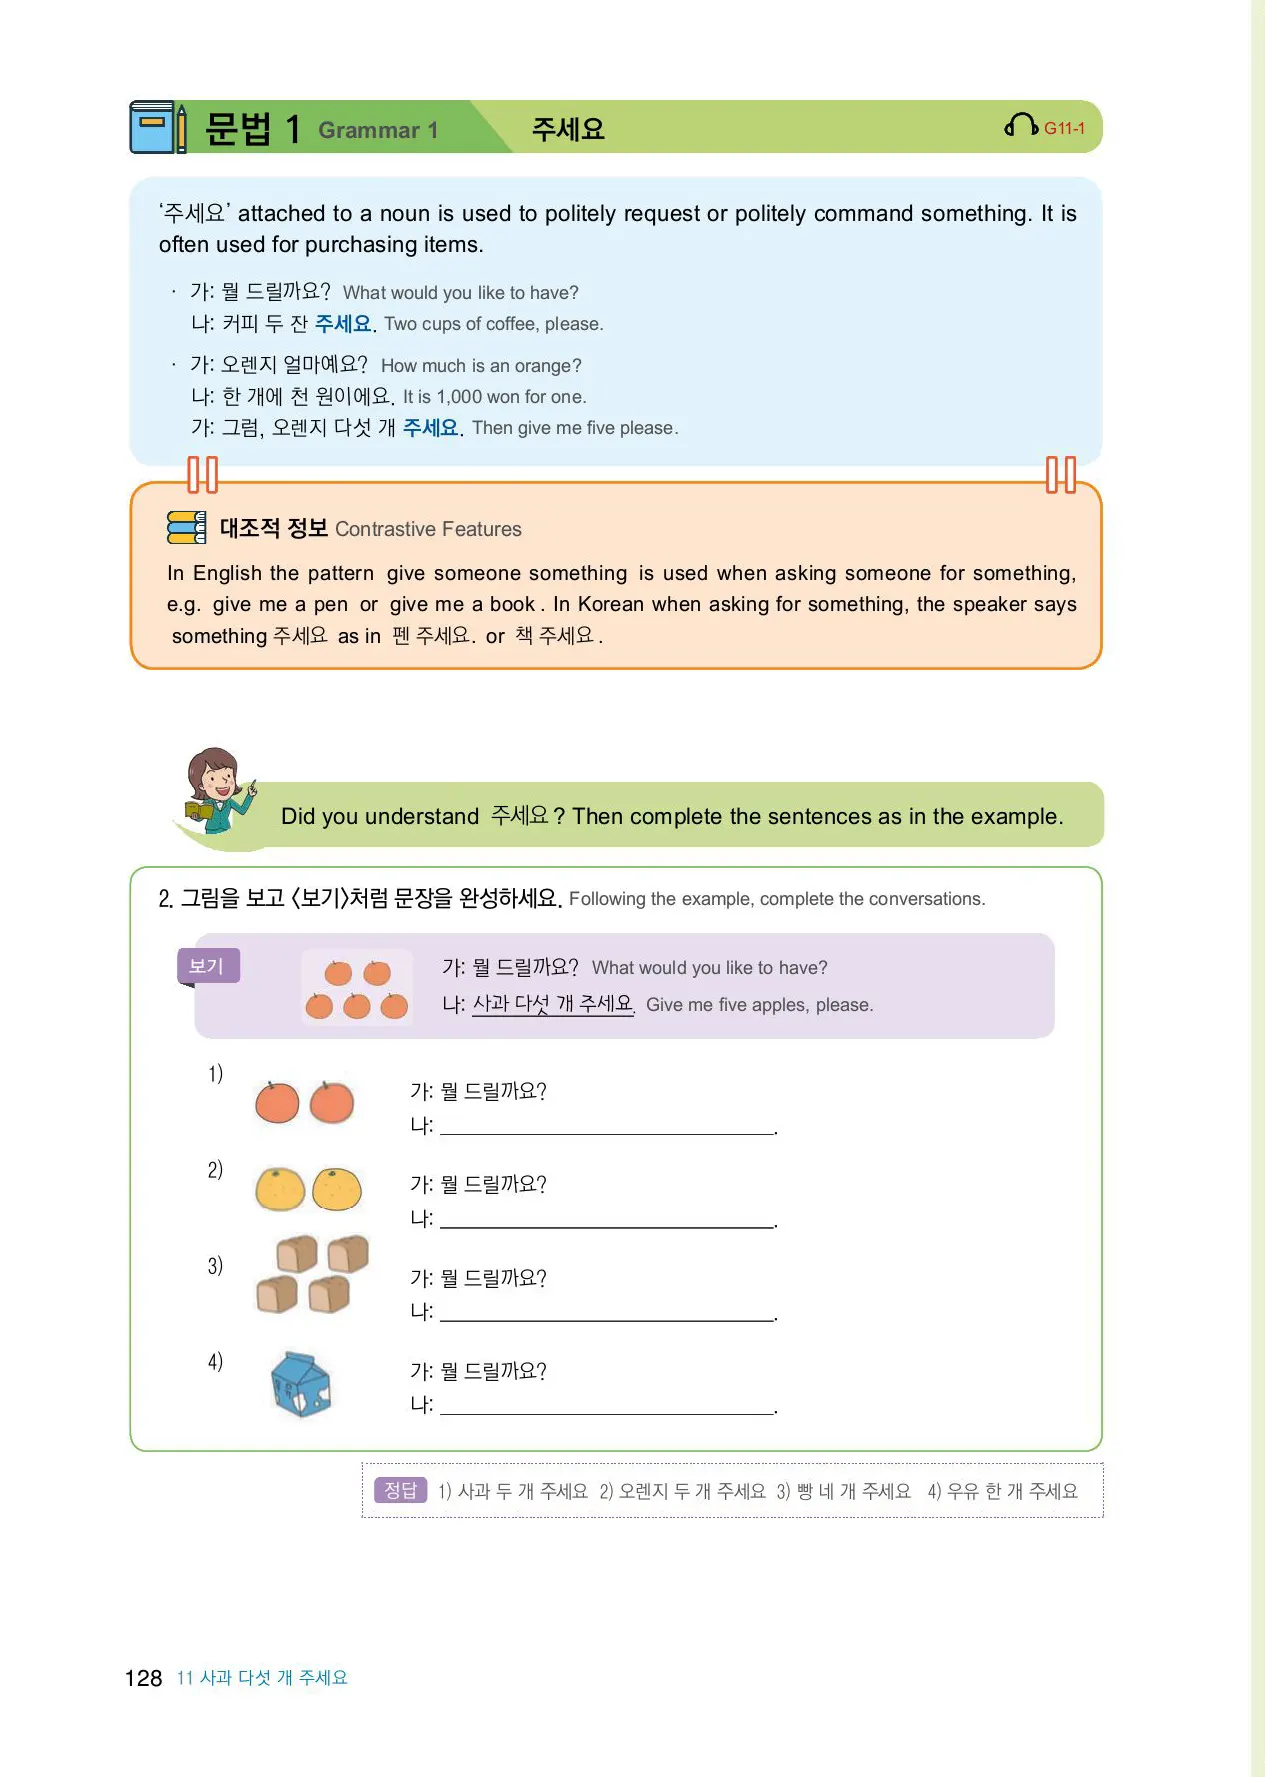 문법 1 Grammar 1 주세요 G11-1
‘주세요’ attached to a noun is used to politely request or politely command something. It is
often used for purchasing items.
· 가: 뭘 드릴까요? What would you like to have?
나: 커피 두 잔 주세요. Two cups of coffee, please.
· 가: 오렌지 얼마예요? How much is an orange?
나: 한 개에 천 원이에요. It is 1,000 won for one.
가: 그럼, 오렌지 다섯 개 주세요. Then give me five please.
대조적 정보 Contrastive Features
In English the pattern give someone something is used when asking someone for something,
e.g. give me a pen or give me a book . In Korean when asking for something, the speaker says
something 주세요 as in 펜 주세요. or 책 주세요 .
Did you understand 주세요 ? Then complete the sentences as in the example.
2. 그림을 보고 〈보기〉처럼 문장을 완성하세요. Following the example, complete the conversations.
보기
가: 뭘 드릴까요? What would you like to have?
나: 사과 다섯 개 주세요. Give me five apples, please.
1)
가: 뭘 드릴까요?
나: ______________________________.
2)
가: 뭘 드릴까요?
나: ______________________________.
3)
가: 뭘 드릴까요?
나: ______________________________.
4)
가: 뭘 드릴까요?
나: ______________________________.
정답 1) 사과 두 개 주세요 2) 오렌지 두 개 주세요 3) 빵 네 개 주세요 4) 우유 한 개 주세요
128 11 사과 다섯 개 주세요